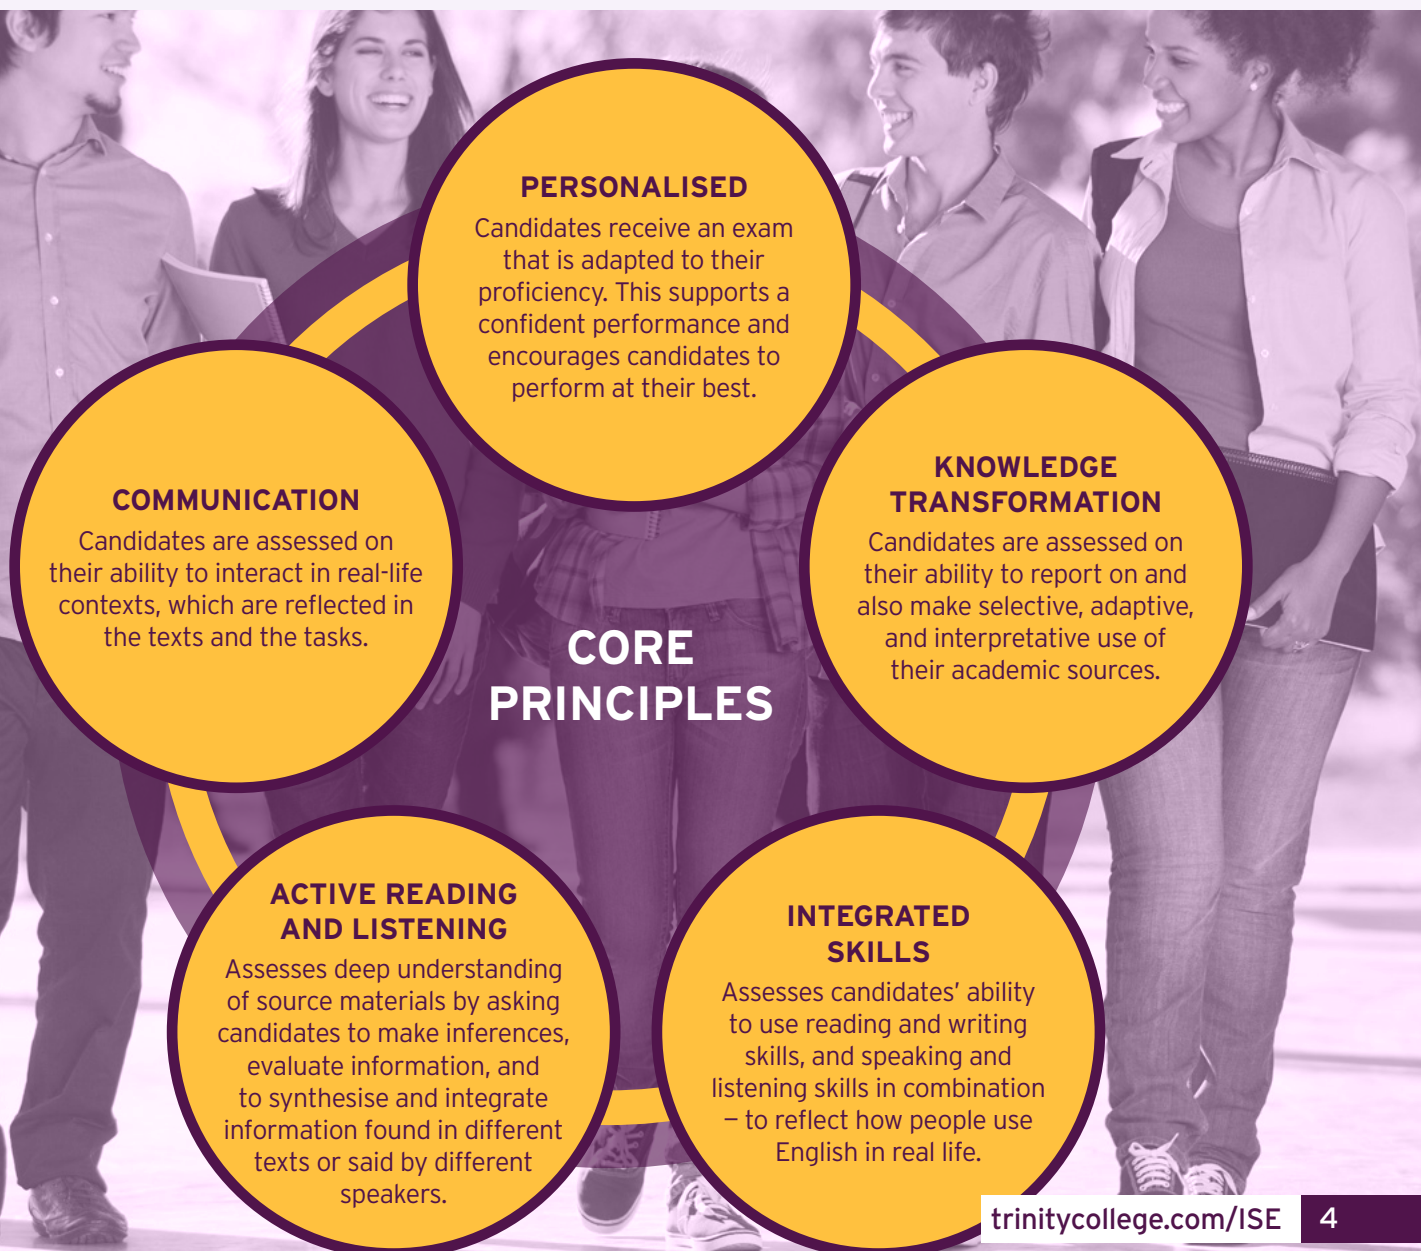 PERSONALISED
Candidates receive an exam
that is adapted to their
proficiency. This supports a
confident performance and
encourages candidates to
perform at their best.
COMMUNICATION
Candidates are assessed on
their ability to interact in real-life
contexts, which are reflected in
the texts and the tasks.
KNOWLEDGE
TRANSFORMATION
Candidates are assessed on
their ability to report on and
also make selective, adaptive,
and interpretative use of
their academic sources.
CORE
PRINCIPLES
ACTIVE READING
AND LISTENING
Assesses deep understanding
of source materials by asking
candidates to make inferences,
evaluate information, and
to synthesise and integrate
information found in different
texts or said by different
speakers.
INTEGRATED
SKILLS
Assesses candidates’ ability
to use reading and writing
skills, and speaking and
listening skills in combination
– to reflect how people use
English in real life.
trinitycollege.com/ISE 4